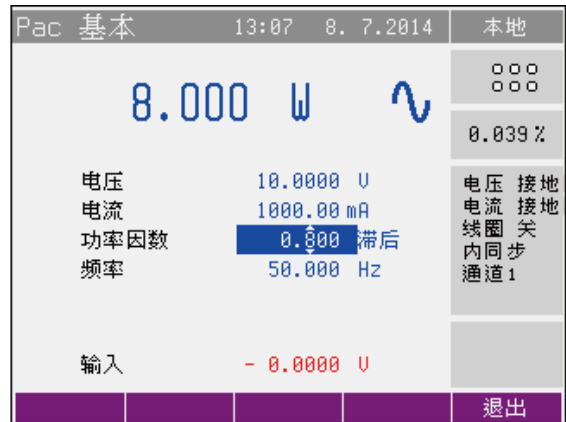 Pac 基本 13:07 8. 7.2014 本地
8.000 W
0.039%
电压 10.0000 V
电流 1000.00 mA
功率因数 0.800 滞后
频率 50.000 Hz
电压 接地
电流 接地
线圈 关
内同步
通道1
输入 - 0.0000 V
退出